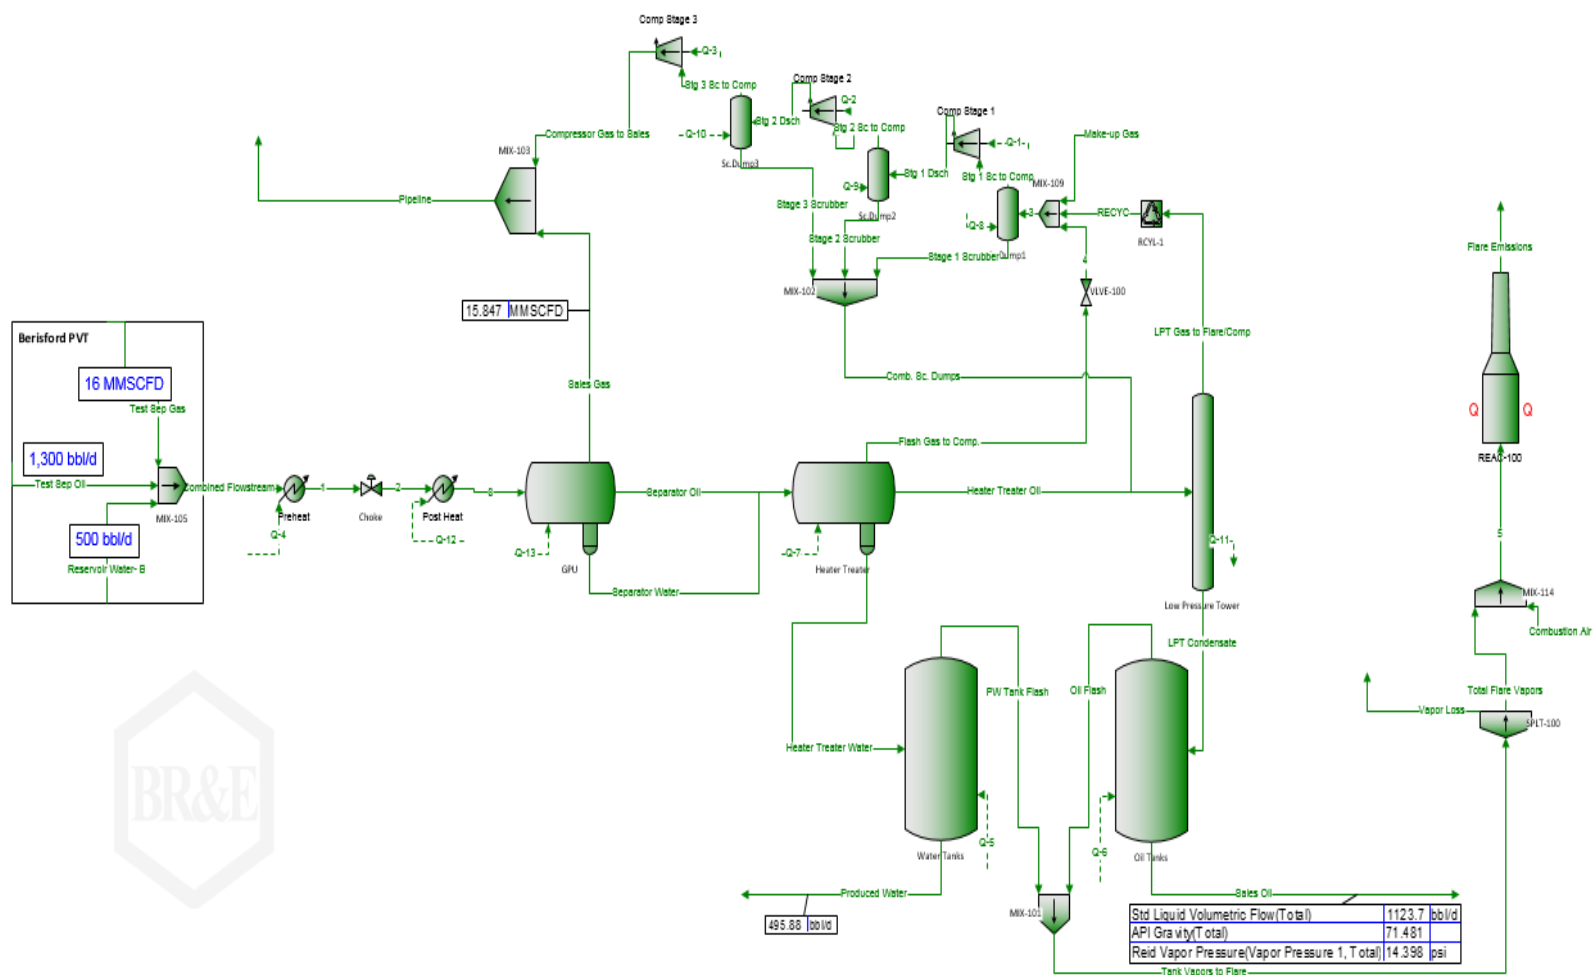 Comp Stage 3
Q-3
Stg 3 Sc to Comp
Comp Stage 2
Q-2
Stg 2 Dsch
Stg 2 Sc to Comp
Q-10
Sc.Dump3
Comp Stage 1
Q-1
Stg 1 Dsch
Stg 1 Sc to Comp
Q-9
Sc.Dump2
Make-up Gas
MIX-109
3
RECYC
RCYL-1
Q-8
Dump1
4
Compressor Gas to Sales
MIX-103
Pipeline
Stage 3 Scrubber
Stage 2 Scrubber
Stage 1 Scrubber
MIX-102
VLVE-100
Flare Emissions
15.847 MMSCFD
LPT Gas to Flare/Comp
Berisford PVT
16 MMSCFD
Test Sep Gas
Sales Gas
Comb. Sc. Dumps
Q Q
Flash Gas to Comp.
REAC-100
1,300 bbl/d
Test Sep Oil
Combined Flowstream
1
2
8
Separator Oil
Heater Treater Oil
MIX-105
Preheat
Choke
Post Heat
500 bbl/d
Q-4
Q-12
Q-13
Q-7
Q-11
5
Reservoir Water- B
GPU
Heater Treater
Separator Water
Low Pressure Tower
MIX-114
Combustion Air
LPT Condensate
PW Tank Flash
Oil Flash
Total Flare Vapors
Vapor Loss
SPLT-100
Heater Treater Water
BR&E
Q-5
Q-6
Water Tanks
Oil Tanks
Produced Water
Sales Oil
495.88 bbl/d
MIX-101
Std Liquid Volumetric Flow(Total) 1123.7 bbl/d
API Gravity(Total) 71.481
Reid Vapor Pressure(Vapor Pressure 1, Total) 14.398 psi
Tank Vapors to Flare